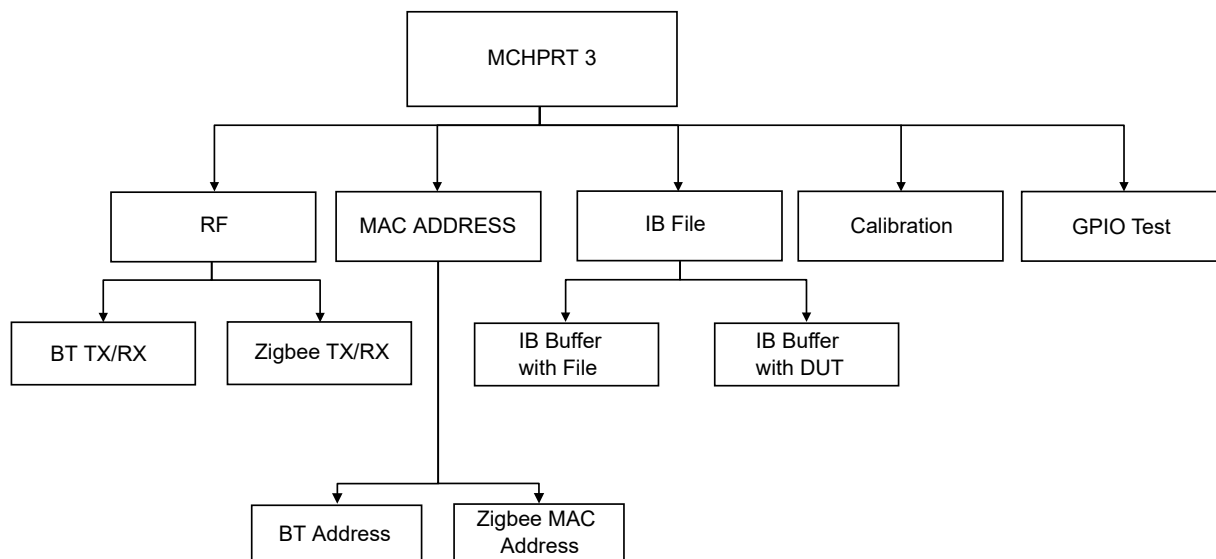 MCHPRT 3
RF
MAC ADDRESS
IB File
Calibration
GPIO Test
BT TX/RX
Zigbee TX/RX
IB Buffer
with File
IB Buffer
with DUT
BT Address
Zigbee MAC
Address